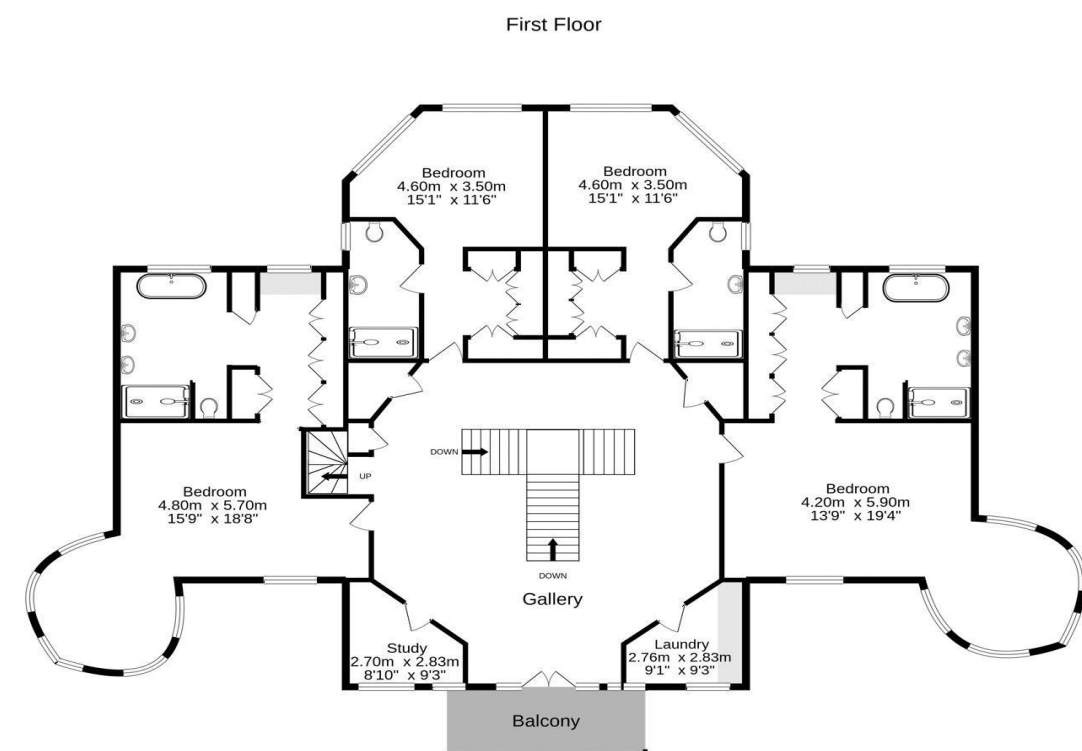 First Floor
Bedroom
4.60m x 3.50m
15'1" x 11'6"
Bedroom
4.60m x 3.50m
15'1" x 11'6"
DOWN
UP
Bedroom
4.80m x 5.70m
15'9" x 18'8"
Bedroom
4.20m x 5.90m
13'9" x 19'4"
DOWN
Gallery
Study
2.70m x 2.83m
8'10" x 9'3"
Laundry
2.76m x 2.83m
9'1" x 9'3"
Balcony